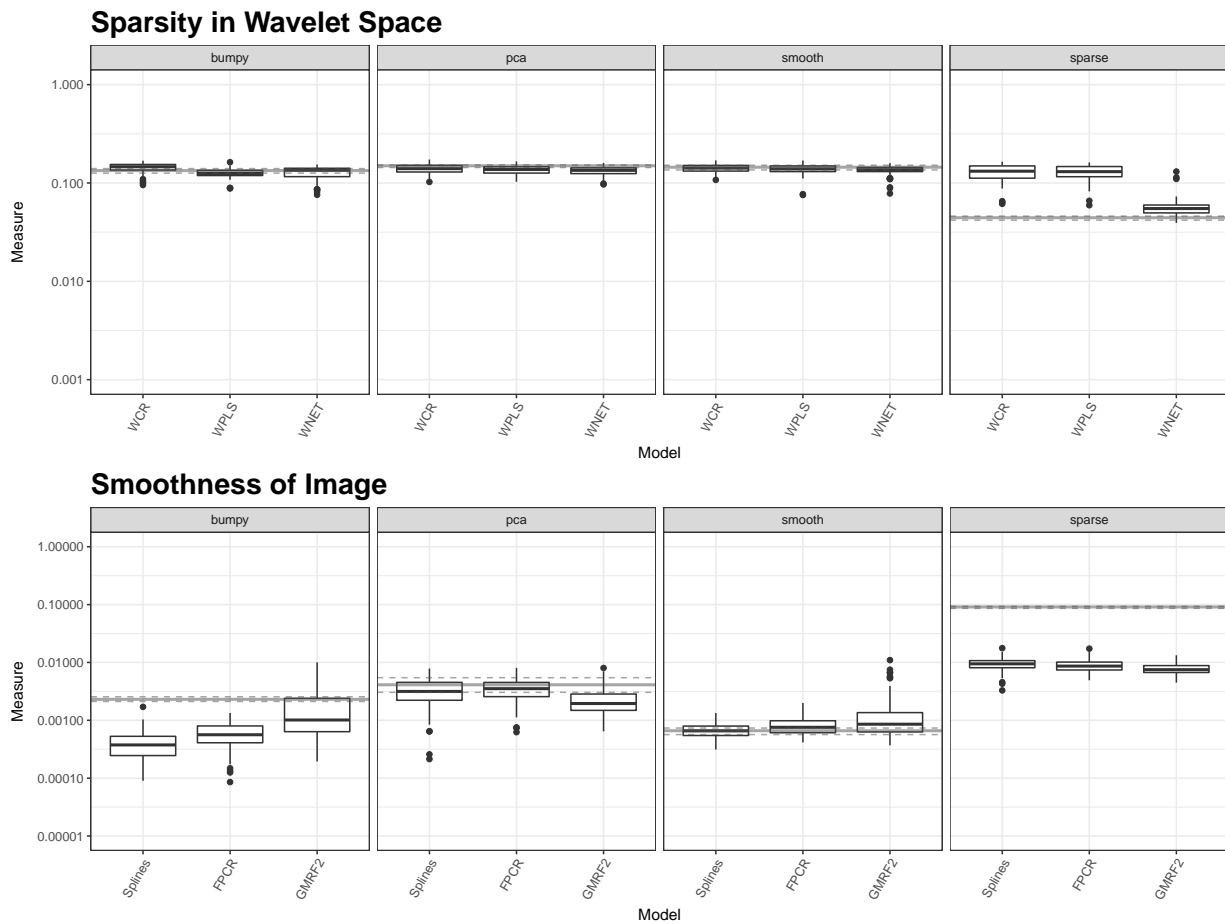 Sparsity in Wavelet Space
bumpy pca smooth sparse
1.000
0.100
0.010
0.001
Measure
WCR WPLS WNET WCR WPLS WNET WCR WPLS WNET WCR WPLS WNET
Model
Smoothness of Image
bumpy pca smooth sparse
1.00000
0.10000
0.01000
0.00100
0.00010
0.00001
Measure
Splines FPCR GMRF2 Splines FPCR GMRF2 Splines FPCR GMRF2 Splines FPCR GMRF2
Model